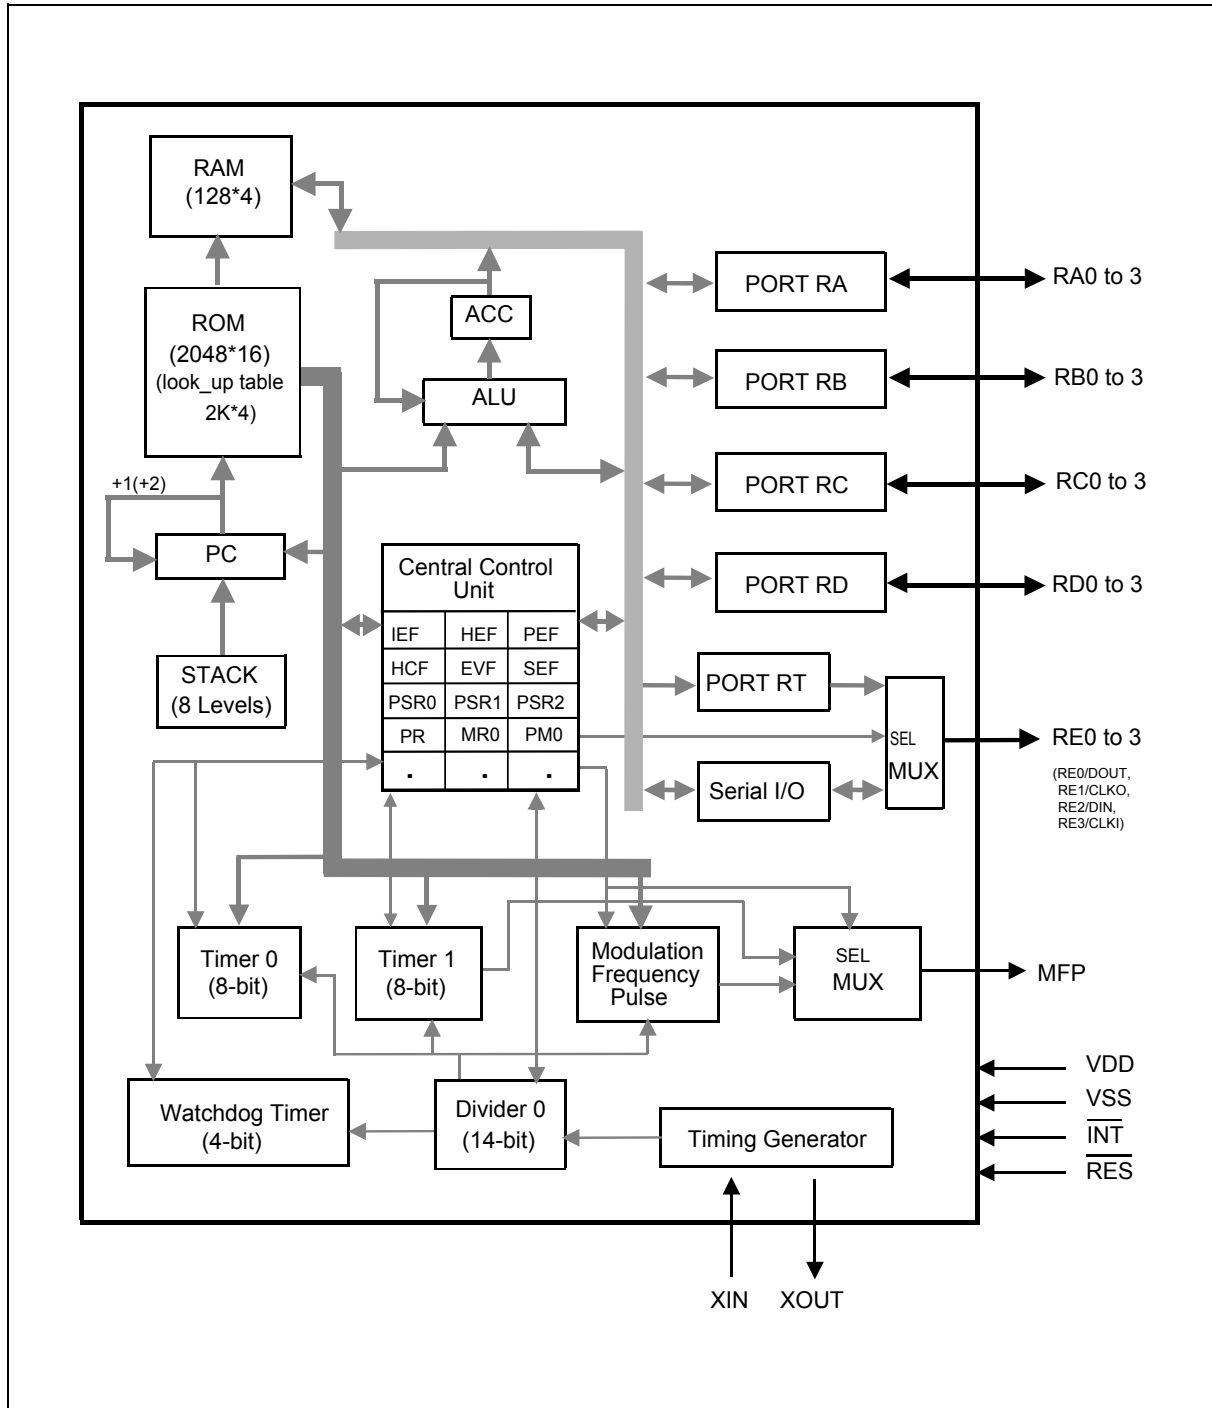 RAM
(128*4)
ROM
(2048*16)
(look_up table
2K*4)
+1(+2)
PC
STACK
(8 Levels)
ACC
ALU
Central Control
Unit
IEF HEF PEF
HCF EVF SEF
PSR0 PSR1 PSR2
PR MR0 PM0
. . .
PORT RA
RA0 to 3
PORT RB
RB0 to 3
PORT RC
RC0 to 3
PORT RD
RD0 to 3
PORT RT
SEL
MUX
RE0 to 3
(RE0/DOUT,
RE1/CLKO,
RE2/DIN,
RE3/CLKI)
Serial I/O
Timer 0
(8-bit)
Timer 1
(8-bit)
Modulation
Frequency
Pulse
SEL
MUX
MFP
Watchdog Timer
(4-bit)
Divider 0
(14-bit)
Timing Generator
VDD
VSS
INT
RES
XIN XOUT